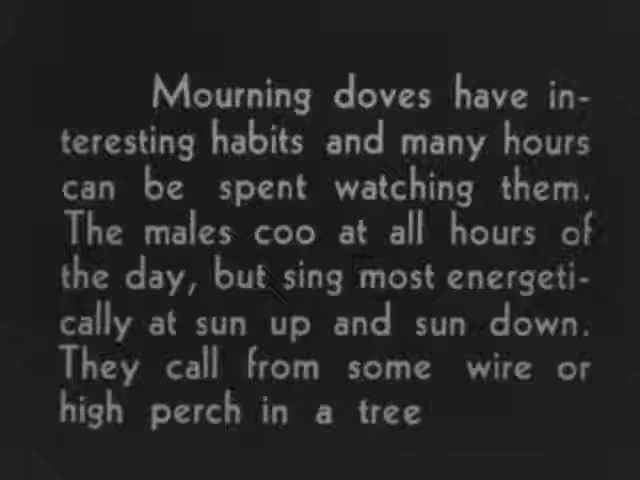 Mourning doves have in-
teresting habits and many hours
can be spent watching them.
The males coo at all hours of
the day, but sing most energeti-
cally at sun up and sun down.
They call from some wire or
high perch in a tree